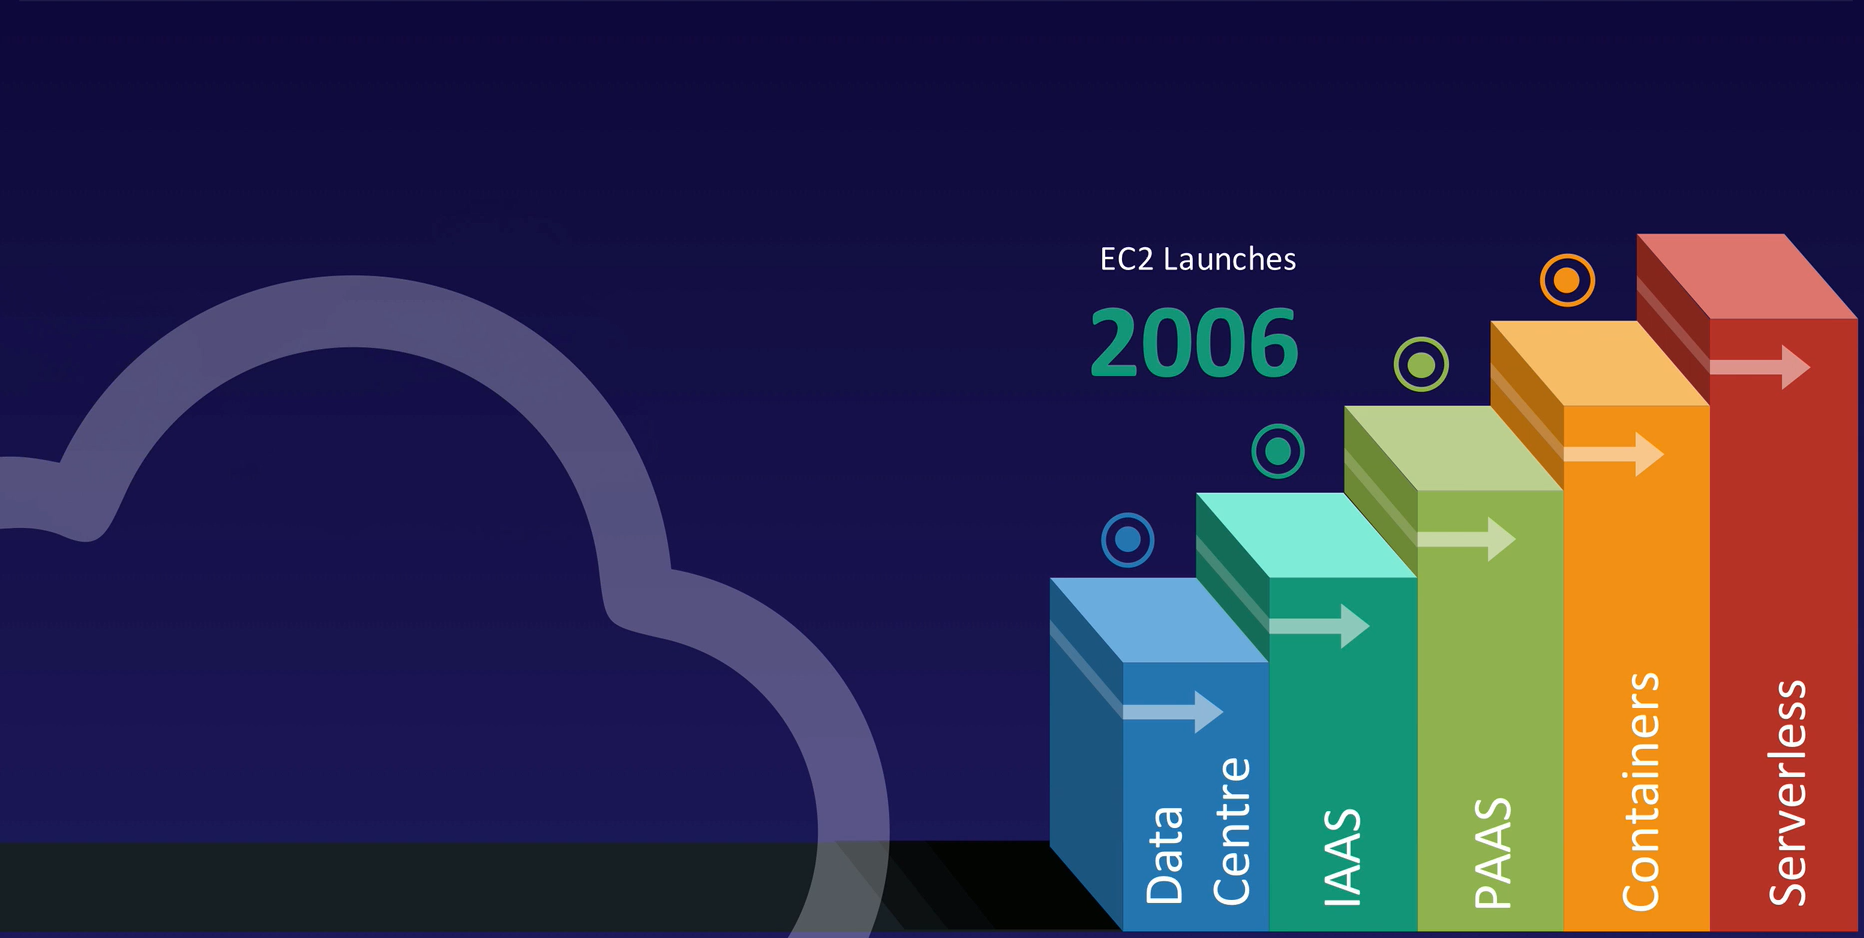 EC2 Launches
2006
Data
Centre
IAAS
PAAS
Containers
Serverless